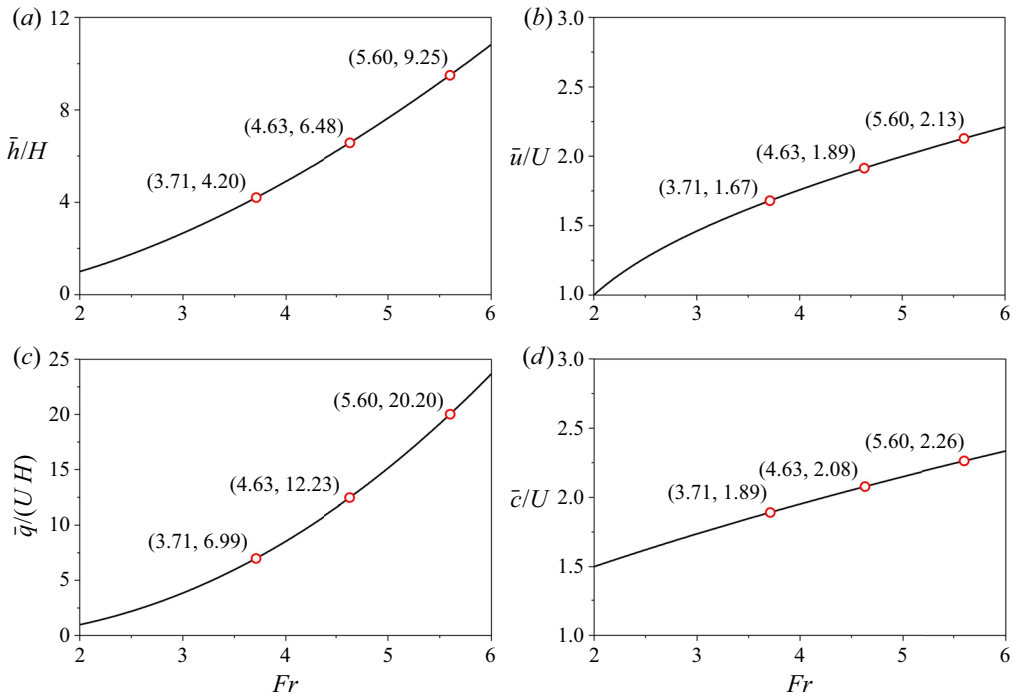 (a)
12
8
4
0
h̄/H
(5.60, 9.25)
(4.63, 6.48)
(3.71, 4.20)
2 3 4 5 6
(b)
3.0
2.5
2.0
1.5
1.0
ū/U
(5.60, 2.13)
(4.63, 1.89)
(3.71, 1.67)
2 3 4 5 6
(c)
25
20
15
10
5
0
q̄/(U H)
(5.60, 20.20)
(4.63, 12.23)
(3.71, 6.99)
2 3 4 5 6
Fr
(d)
3.0
2.5
2.0
1.5
1.0
c̄/U
(5.60, 2.26)
(4.63, 2.08)
(3.71, 1.89)
2 3 4 5 6
Fr